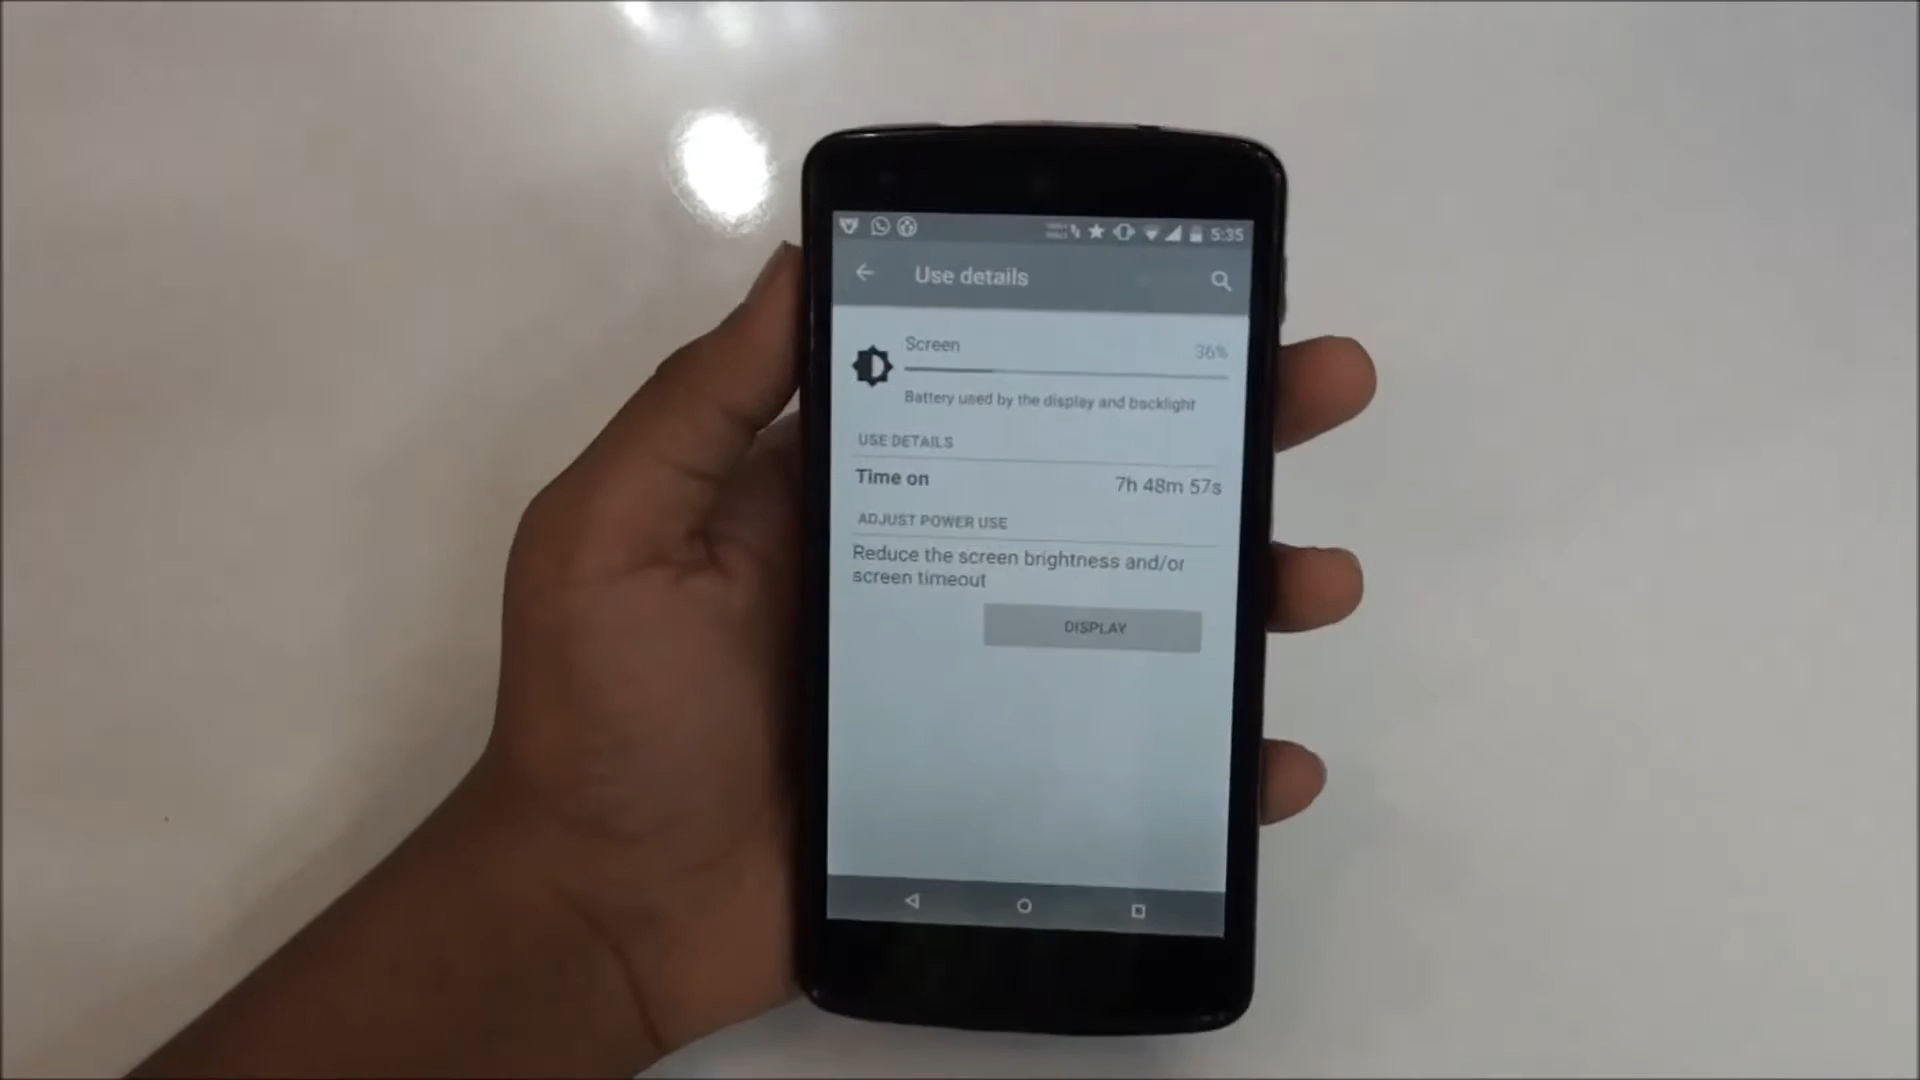 5:35
Use details
Screen 36%
Battery used by the display and backlight
USE DETAILS
Time on 7h 48m 57s
ADJUST POWER USE
Reduce the screen brightness and/or
screen timeout
DISPLAY